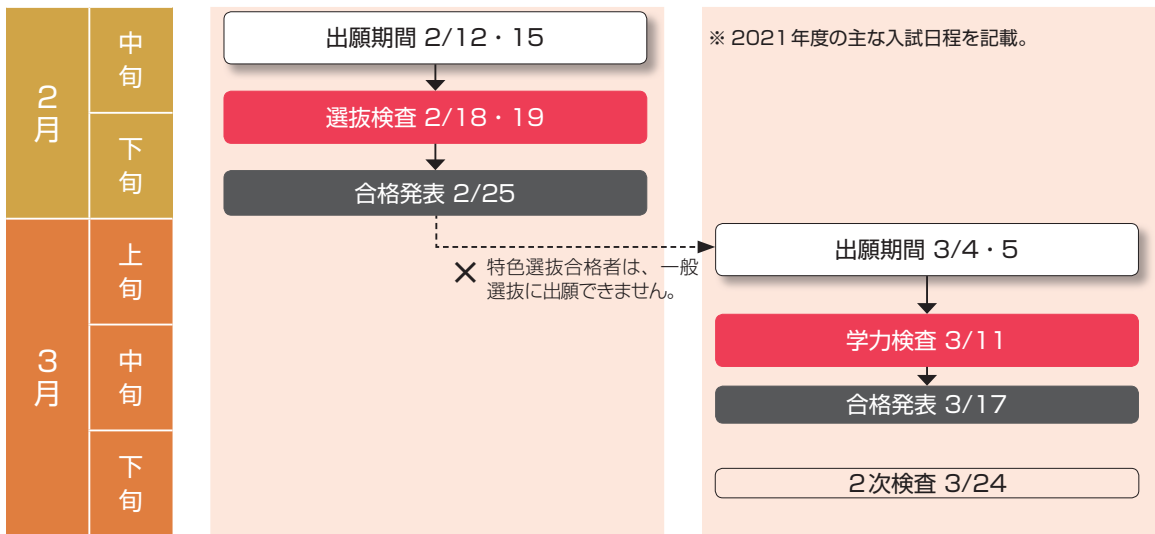 2月
中旬
下旬
3月
上旬
中旬
下旬
出願期間 2/12・15
選抜検査 2/18・19
合格発表 2/25
✕ 特色選抜合格者は、一般
選抜に出願できません。
※ 2021年度の主な入試日程を記載。
出願期間 3/4・5
学力検査 3/11
合格発表 3/17
2次検査 3/24